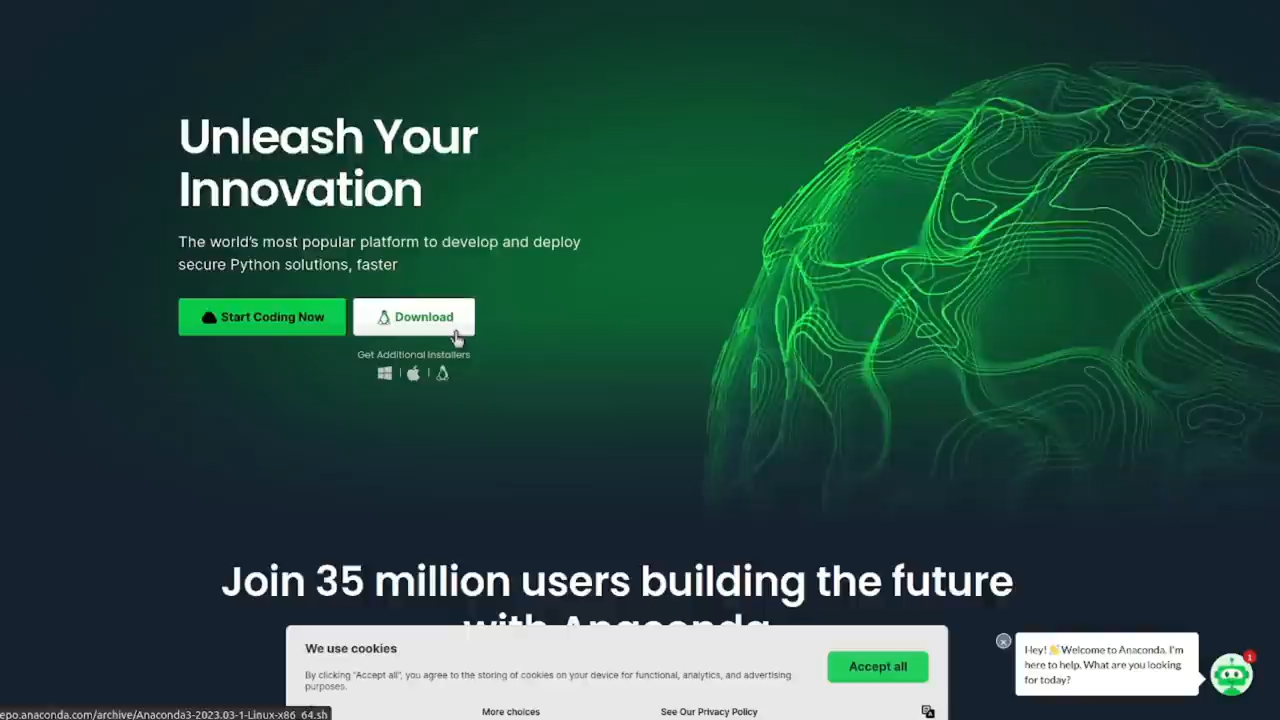 Unleash Your
Innovation
The world's most popular platform to develop and deploy
secure Python solutions, faster
Start Coding Now
Download
Get Additional Installers
Join 35 million users building the future
with Anaconda
We use cookies
By clicking "Accept all", you agree to the storing of cookies on your device for functional, analytics, and advertising
purposes.
Accept all
More choices
See Our Privacy Policy
Hey! 👋 Welcome to Anaconda. I'm
here to help. What are you looking
for today?
1
epo.anaconda.com/archive/Anaconda3-2023.03-1-Linux-x86_64.sh